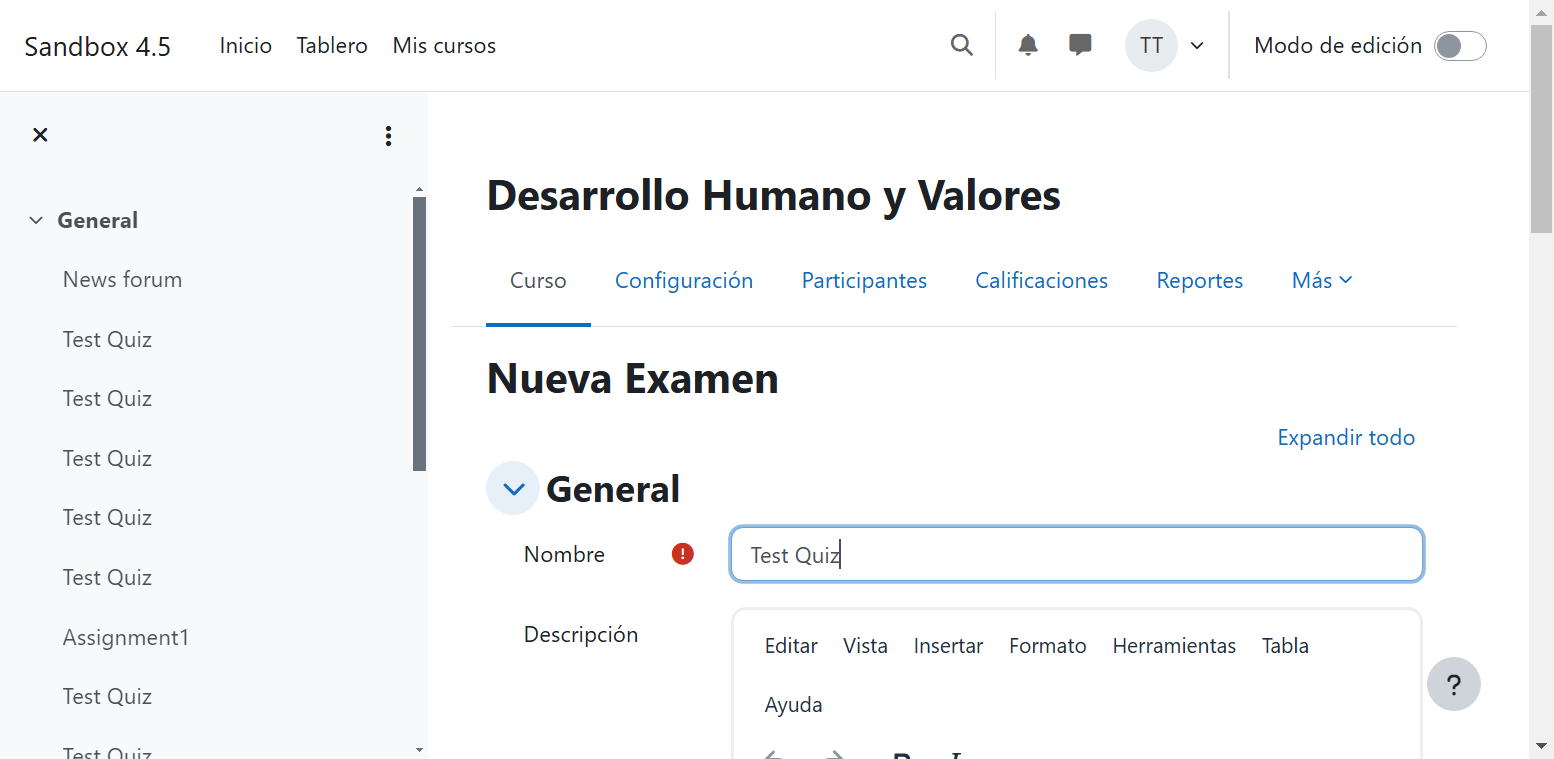 Sandbox 4.5 Inicio Tablero Mis cursos TT Modo de edición
General
News forum
Test Quiz
Test Quiz
Test Quiz
Test Quiz
Test Quiz
Assignment1
Test Quiz
Test Quiz
Desarrollo Humano y Valores
Curso Configuración Participantes Calificaciones Reportes Más
Nueva Examen
Expandir todo
General
Nombre Test Quiz
Descripción
Editar Vista Insertar Formato Herramientas Tabla
Ayuda
B I
?